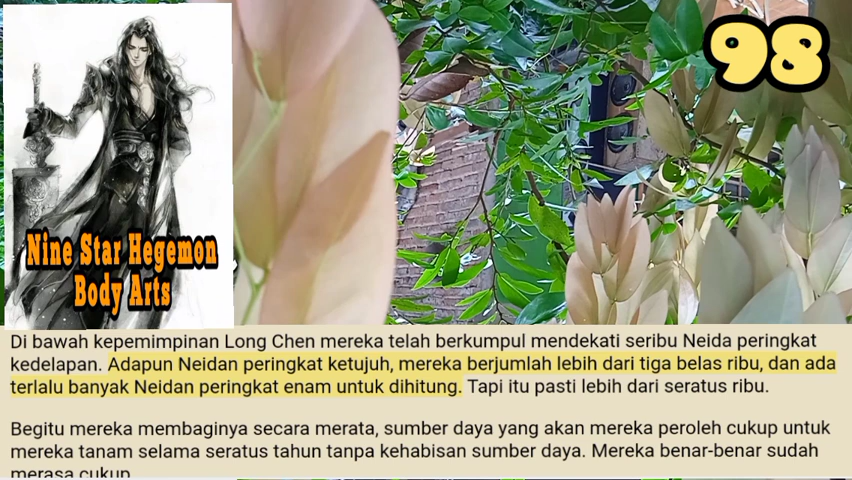 98
Nine Star Hegemon
Body Arts
Di bawah kepemimpinan Long Chen mereka telah berkumpul mendekati seribu Neida peringkat
kedelapan. Adapun Neidan peringkat ketujuh, mereka berjumlah lebih dari tiga belas ribu, dan ada
terlalu banyak Neidan peringkat enam untuk dihitung. Tapi itu pasti lebih dari seratus ribu.
Begitu mereka membaginya secara merata, sumber daya yang akan mereka peroleh cukup untuk
mereka tanam selama seratus tahun tanpa kehabisan sumber daya. Mereka benar-benar sudah
merasa cukup